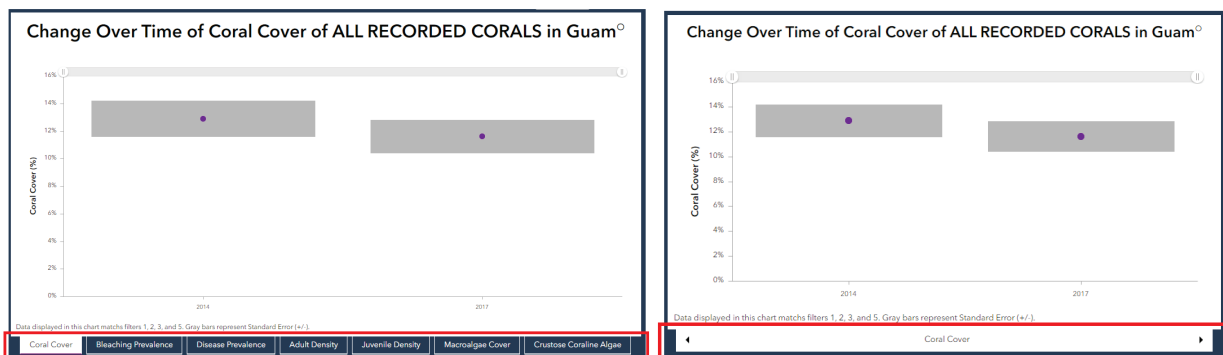 Change Over Time of Coral Cover of ALL RECORDED CORALS in Guam○
16%
14%
12%
10%
8%
6%
4%
2%
0%
Coral Cover (%)
2014
2017
Data displayed in this chart matchs filters 1, 2, 3, and 5. Gray bars represent Standard Error (+/-).
Coral Cover Bleaching Prevalence Disease Prevalence Adult Density Juvenile Density Macroalgae Cover Crustose Coraline Algae
Change Over Time of Coral Cover of ALL RECORDED CORALS in Guam○
16%
14%
12%
10%
8%
6%
4%
2%
0%
Coral Cover (%)
2014
2017
Data displayed in this chart matchs filters 1, 2, 3, and 5. Gray bars represent Standard Error (+/-).
Coral Cover